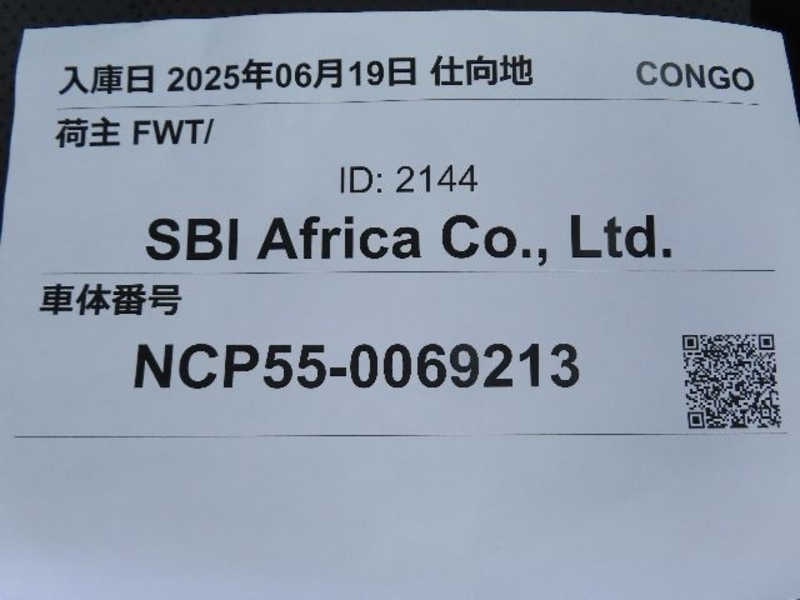 入庫日 2025年06月19日 仕向地 CONGO
荷主 FWT/
ID: 2144
SBI Africa Co., Ltd.
車体番号
NCP55-0069213